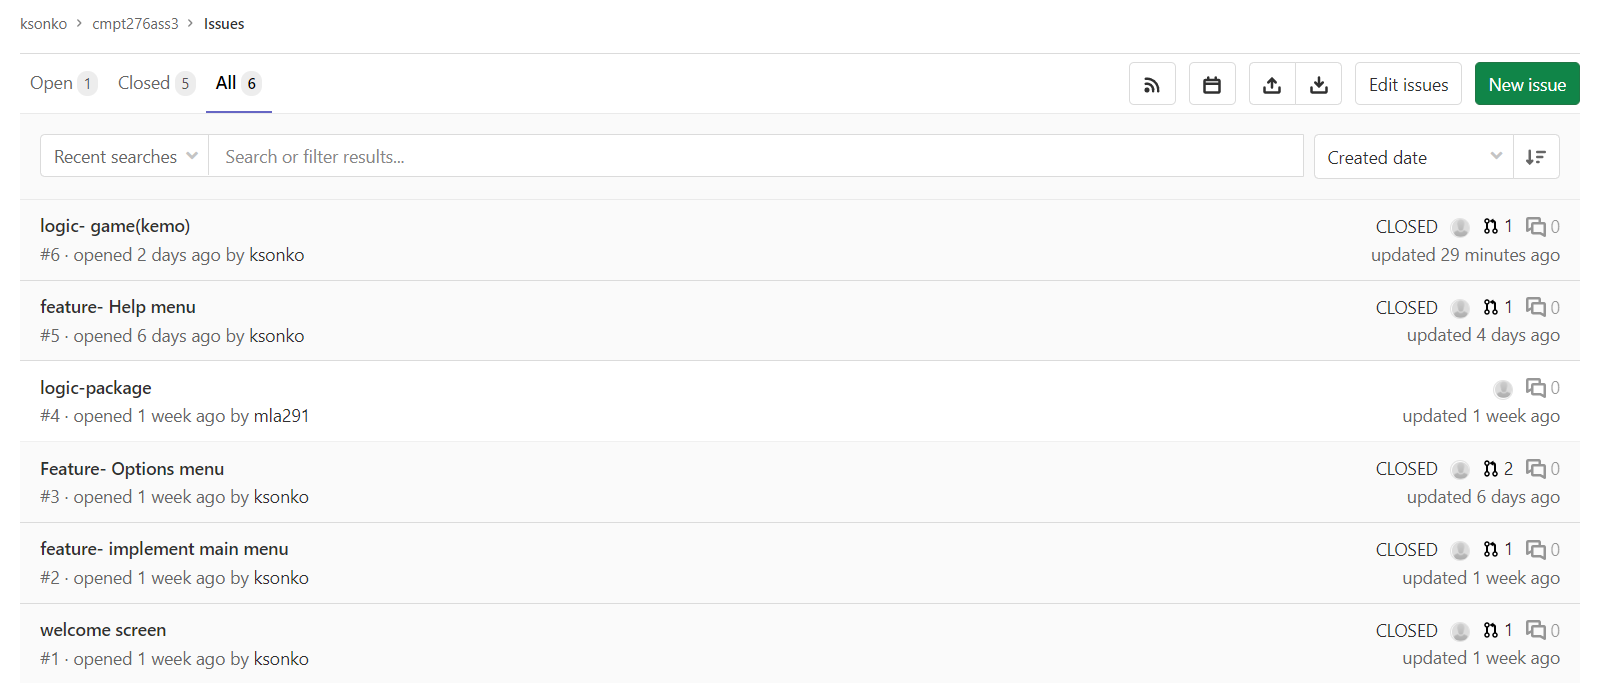 ksonko > cmpt276ass3 > Issues
Open 1 Closed 5 All 6
Edit issues New issue
Recent searches Search or filter results... Created date
logic- game(kemo) CLOSED 1 0
#6 · opened 2 days ago by ksonko updated 29 minutes ago
feature- Help menu CLOSED 1 0
#5 · opened 6 days ago by ksonko updated 4 days ago
logic-package 0
#4 · opened 1 week ago by mla291 updated 1 week ago
Feature- Options menu CLOSED 2 0
#3 · opened 1 week ago by ksonko updated 6 days ago
feature- implement main menu CLOSED 1 0
#2 · opened 1 week ago by ksonko updated 1 week ago
welcome screen CLOSED 1 0
#1 · opened 1 week ago by ksonko updated 1 week ago